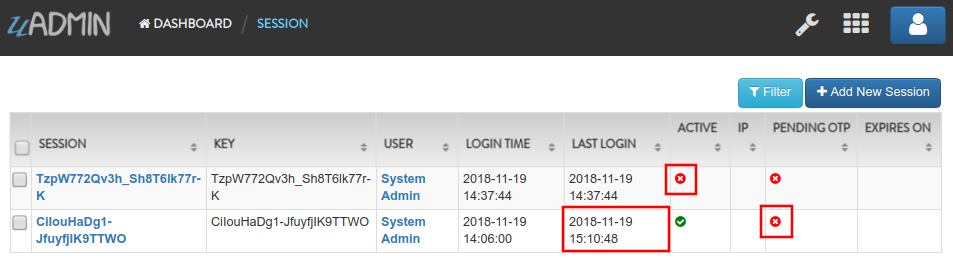 uADMIN DASHBOARD / SESSION
Filter + Add New Session
SESSION KEY USER LOGIN TIME LAST LOGIN ACTIVE IP PENDING OTP EXPIRES ON
TzpW772Qv3h_Sh8T6lk77r- TzpW772Qv3h_Sh8T6lk77r- System 2018-11-19 2018-11-19
K K Admin 14:37:44 14:37:44
CilouHaDg1- CilouHaDg1-JfuyfjlK9TTWO System 2018-11-19 2018-11-19
JfuyfjlK9TTWO Admin 14:06:00 15:10:48